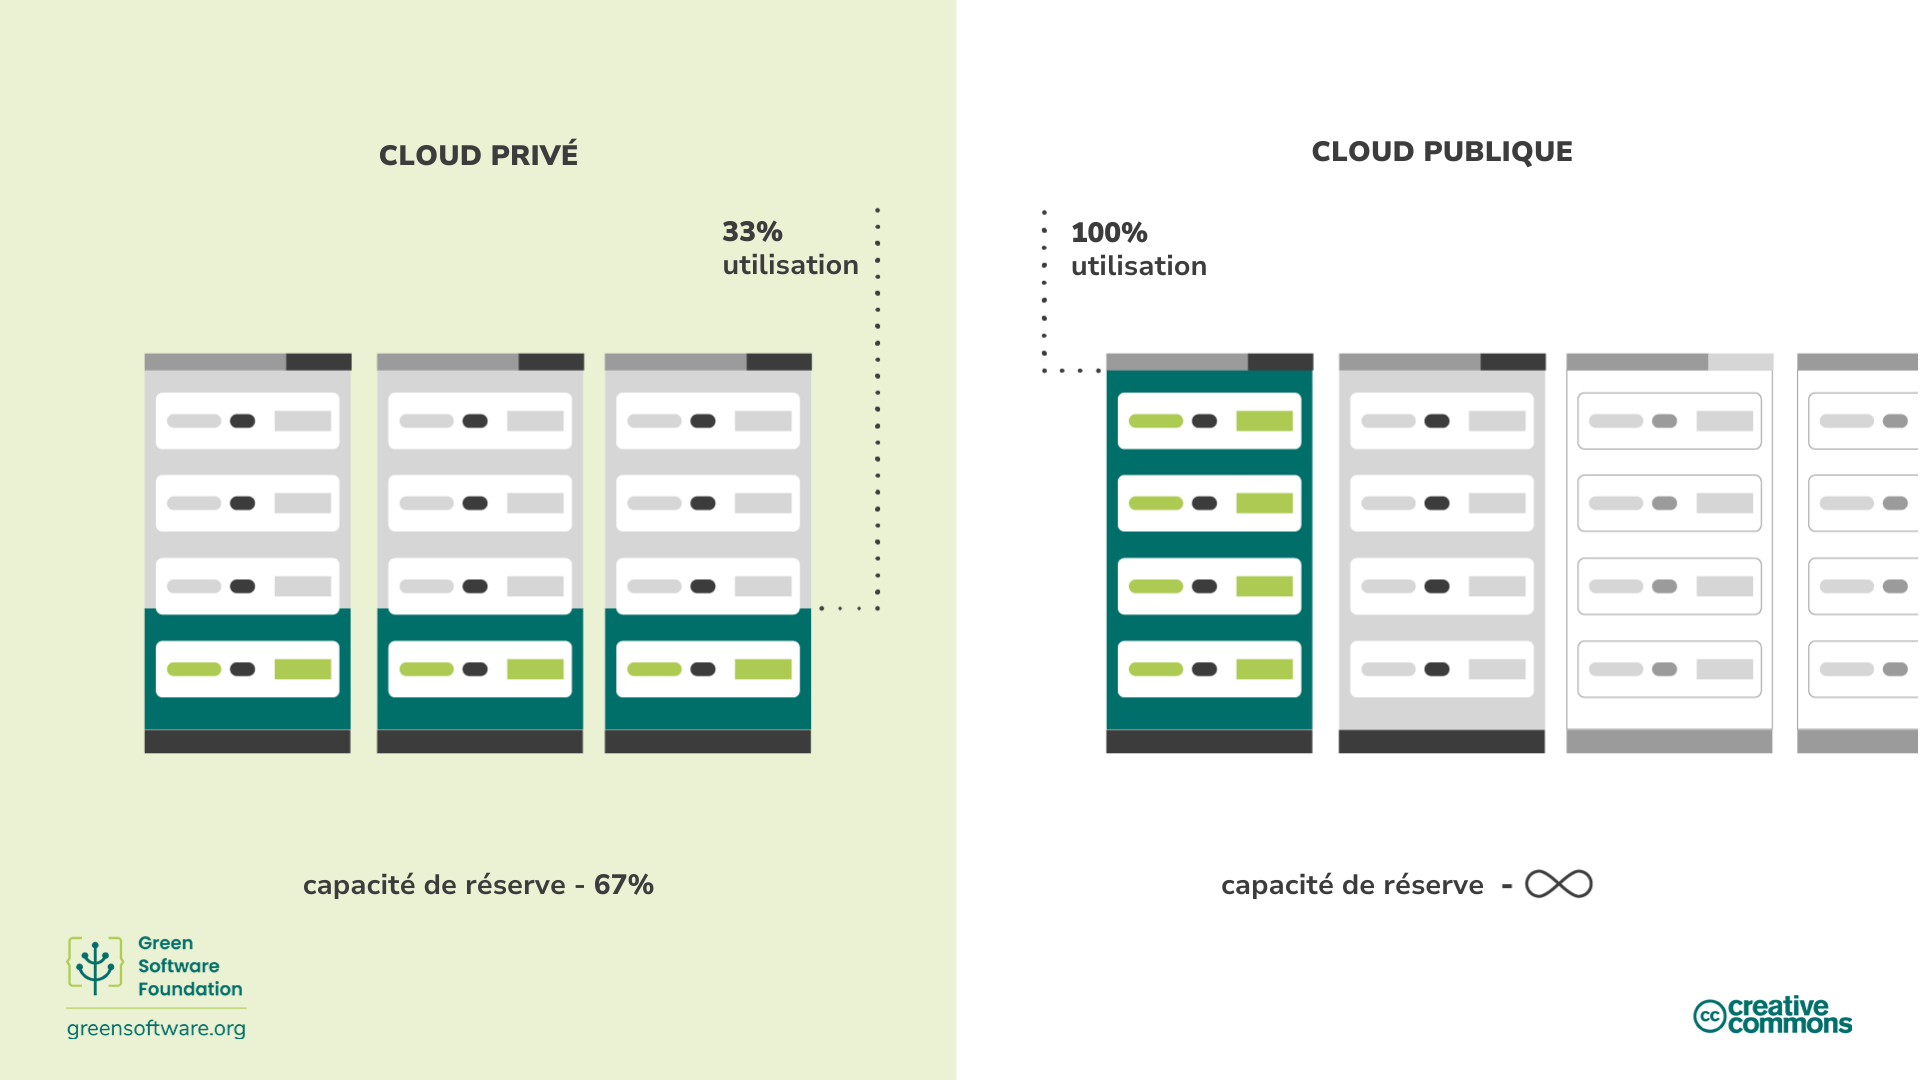 CLOUD PRIVÉ
33%
utilisation
capacité de réserve - 67%
Green
Software
Foundation
greensoftware.org
CLOUD PUBLIQUE
100%
utilisation
capacité de réserve - ∞
cc creative
commons